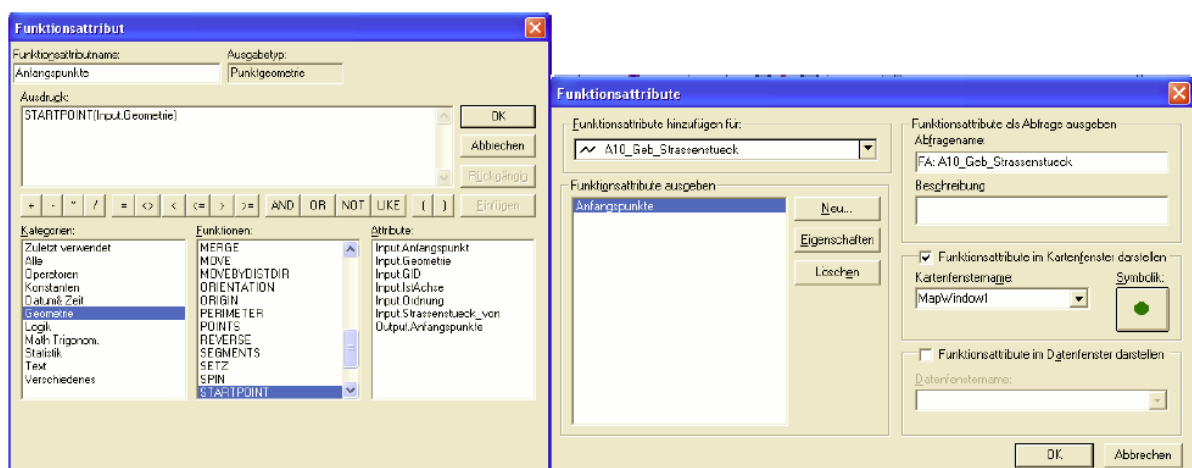 Funktionsattribut
Funktionsattributname:
Ausgabetyp:
Anfangspunkte
Punktgeometrie
Ausdruck:
STARTPOINT(Input.Geometrie)
OK
Abbrechen
Rückgängig
+ - * / = <> < <= > >= AND OR NOT LIKE ( ) Einfügen
Kategorien:
Zuletzt verwendet
Alle
Operatoren
Konstanten
Datum& Zeit
Geometrie
Logik
Math Trigonom.
Statistik
Text
Verschiedenes
Funktionen:
MERGE
MOVE
MOVEBYDISTDIR
ORIENTATION
ORIGIN
PERIMETER
POINTS
REVERSE
SEGMENTS
SETZ
SPIN
STARTPOINT
Attribute:
Input.Anfangspunkt
Input.Geometrie
Input.GID
Input.IstAchse
Input.Ordnung
Input.Strassenstueck_von
Output.Anfangspunkte
Funktionsattribute
Funktionsattribute hinzufügen für:
A10_Geb_Strassenstueck
Funktionsattribute ausgeben
Anfangspunkte
Neu...
Eigenschaften
Löschen
Funktionsattribute als Abfrage ausgeben
Abfragename:
FA: A10_Geb_Strassenstueck
Beschreibung
Funktionsattribute im Kartenfenster darstellen
Kartenfenstername:
Symbolik:
MapWindow1
Funktionsattribute im Datenfenster darstellen
Datenfenstername:
OK
Abbrechen